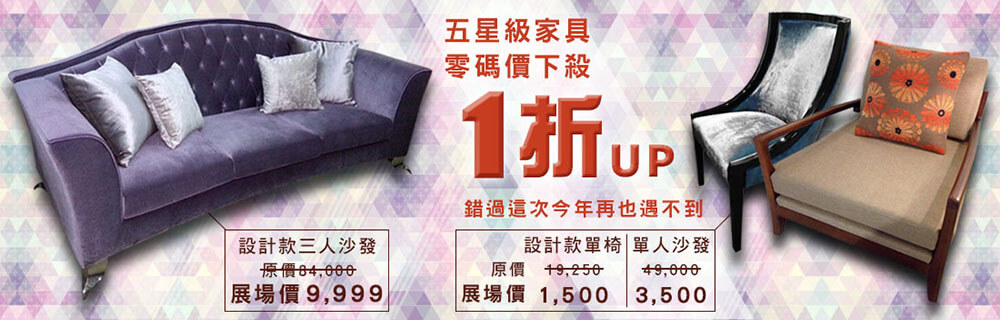 五星級家具
零碼價下殺
1折UP
錯過這次今年再也遇不到
設計款三人沙發
原價84,000
展場價9,999
設計款單椅 單人沙發
原價 19,250 49,000
展場價 1,500 3,500